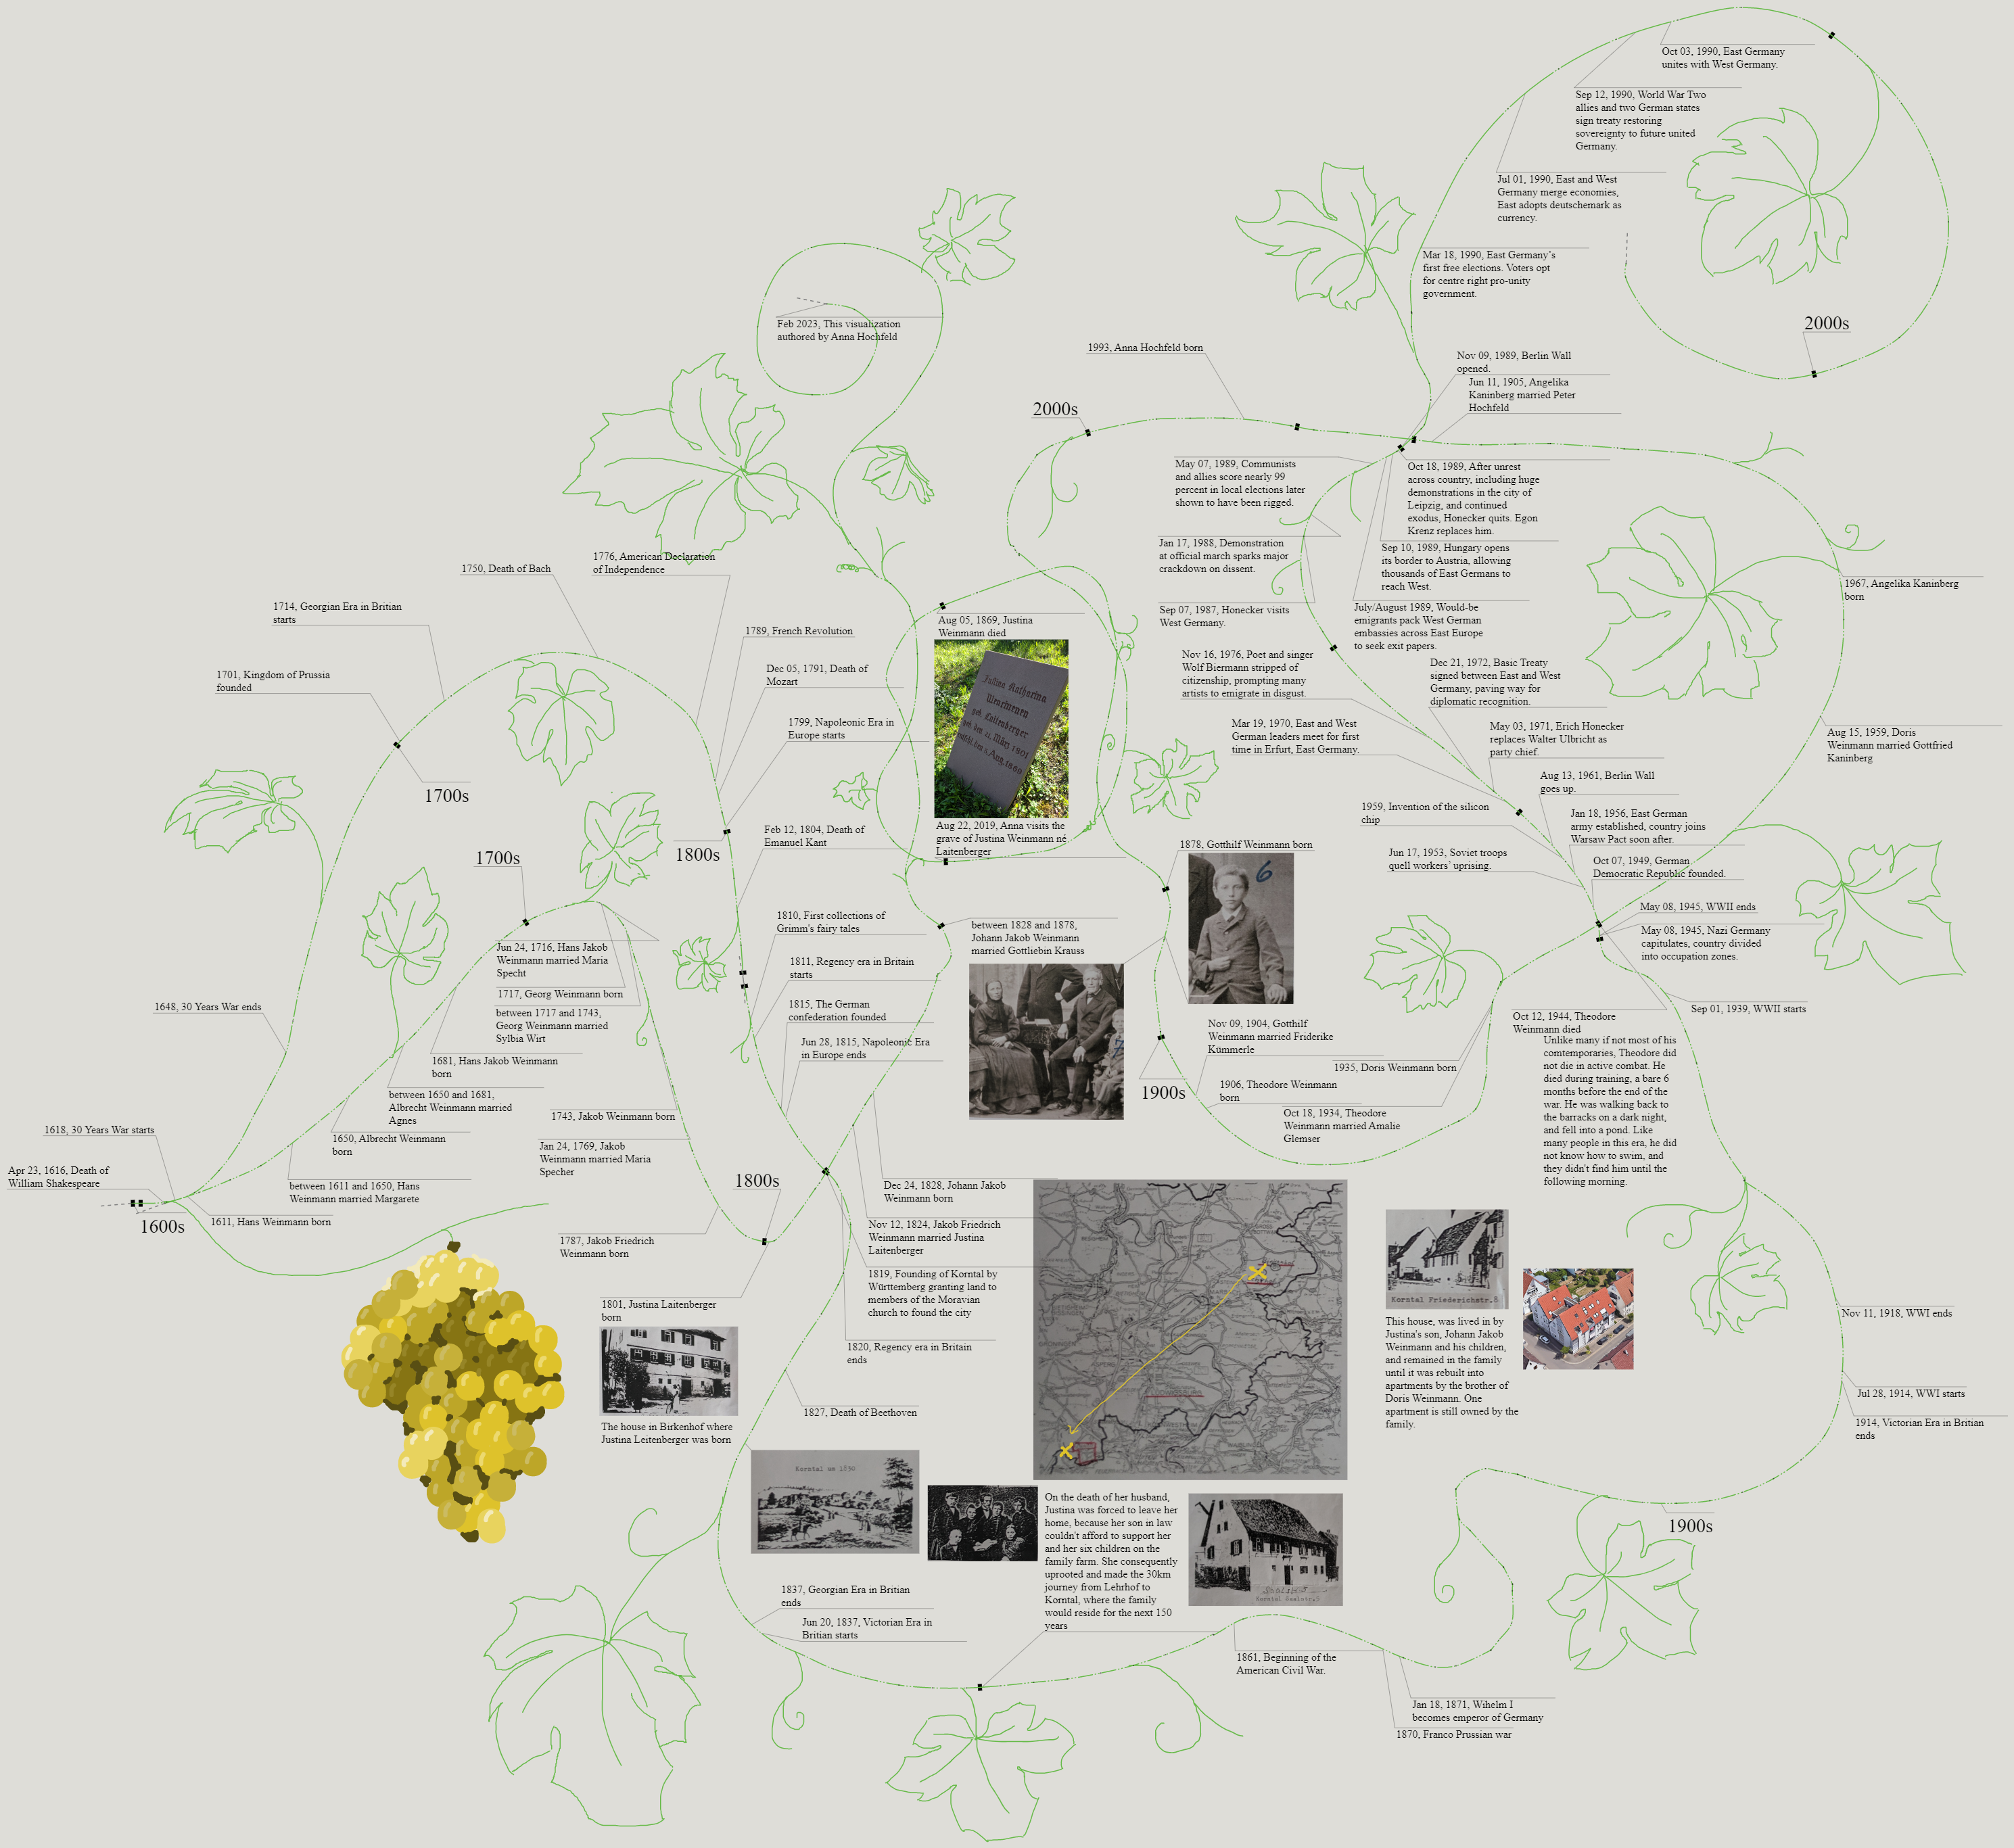 Oct 03, 1990, East Germany
unites with West Germany.
Sep 12, 1990, World War Two
allies and two German states
sign treaty restoring
sovereignty to future united
Germany.
Jul 01, 1990, East and West
Germany merge economies,
East adopts deutschemark as
currency.
Mar 18, 1990, East Germany's
first free elections. Voters opt
for centre right pro-unity
government.
2000s
Feb 2023, This visualization
authored by Anna Hochfeld
1993, Anna Hochfeld born
Nov 09, 1989, Berlin Wall
opened.
Jun 11, 1905, Angelika
Kaninberg married Peter
Hochfeld
2000s
May 07, 1989, Communists
and allies score nearly 99
percent in local elections later
shown to have been rigged.
Oct 18, 1989, After unrest
across country, including huge
demonstrations in the city of
Leipzig, and continued
exodus, Honecker quits. Egon
Krenz replaces him.
Jan 17, 1988, Demonstration
at official march sparks major
crackdown on dissent.
Sep 10, 1989, Hungary opens
its border to Austria, allowing
thousands of East Germans to
reach West.
1776, American Declaration
of Independence
1750, Death of Bach
1967, Angelika Kaninberg
born
1714, Georgian Era in Britian
starts
Sep 07, 1987, Honecker visits
West Germany.
July/August 1989, Would-be
emigrants pack West German
embassies across East Europe
to seek exit papers.
Aug 05, 1869, Justina
Weinmann died
1789, French Revolution
Nov 16, 1976, Poet and singer
Wolf Biermann stripped of
citizenship, prompting many
artists to emigrate in disgust.
Dec 21, 1972, Basic Treaty
signed between East and West
Germany, paving way for
diplomatic recognition.
1701, Kingdom of Prussia
founded
Dec 05, 1791, Death of
Mozart
Justina Katharina
1799, Napoleonic Era in
Europe starts
Mar 19, 1970, East and West
German leaders meet for first
time in Erfurt, East Germany.
May 03, 1971, Erich Honecker
replaces Walter Ulbricht as
party chief.
Aug 15, 1959, Doris
Weinmann married Gottfried
Kaninberg
Aug 13, 1961, Berlin Wall
goes up.
1700s
1959, Invention of the silicon
chip
Jan 18, 1956, East German
army established, country joins
Warsaw Pact soon after.
Feb 12, 1804, Death of
Emanuel Kant
Aug 22, 2019, Anna visits the
grave of Justina Weinmann né
Laitenberger
1800s
1700s
1878, Gotthilf Weinmann born
6
Jun 17, 1953, Soviet troops
quell workers' uprising.
Oct 07, 1949, German
Democratic Republic founded.
May 08, 1945, WWII ends
1810, First collections of
Grimm's fairy tales
between 1828 and 1878,
Johann Jakob Weinmann
married Gottliebin Krauss
May 08, 1945, Nazi Germany
capitulates, country divided
into occupation zones.
Jun 24, 1716, Hans Jakob
Weinmann married Maria
Specht
1811, Regency era in Britain
starts
1717, Georg Weinmann born
1648, 30 Years War ends
1815, The German
confederation founded
between 1717 and 1743,
Georg Weinmann married
Sylbia Wirt
Sep 01, 1939, WWII starts
Oct 12, 1944, Theodore
Weinmann died
Unlike many if not most of his
comtemporaries, Theodore did
not die in active combat. He
died during training, a bare 6
months before the end of the
war. He was walking back to
the barracks on a dark night,
and fell into a pond. Like
many people in this era, he did
not know how to swim, and
they didn't find him until the
following morning.
Nov 09, 1904, Gotthilf
Weinmann married Friderike
Kümmerle
Jun 28, 1815, Napoleonic Era
in Europe ends
7
1681, Hans Jakob Weinmann
born
1935, Doris Weinmann born
1900s
1906, Theodore Weinmann
born
between 1650 and 1681,
Albrecht Weinmann married
Agnes
1743, Jakob Weinmann born
Oct 18, 1934, Theodore
Weinmann married Amalie
Glemser
1618, 30 Years War starts
1650, Albrecht Weinmann
born
Jan 24, 1769, Jakob
Weinmann married Maria
Specher
Apr 23, 1616, Death of
William Shakespeare
between 1611 and 1650, Hans
Weinmann married Margarete
1800s
Dec 24, 1828, Johann Jakob
Weinmann born
1600s
1611, Hans Weinmann born
Nov 12, 1824, Jakob Friedrich
Weinmann married Justina
Laitenberger
1787, Jakob Friedrich
Weinmann born
1819, Founding of Korntal by
Württemberg granting land to
members of the Moravian
church to found the city
1801, Justina Laitenberger
born
Korntal Friederichstr.8
Nov 11, 1918, WWI ends
This house, was lived in by
Justina's son, Johann Jakob
Weinmann and his children,
and remained in the family
until it was rebuilt into
apartments by the brother of
Doris Weinmann. One
apartment is still owned by the
family.
1820, Regency era in Britain
ends
Jul 28, 1914, WWI starts
1827, Death of Beethoven
1914, Victorian Era in Britian
ends
The house in Birkenhof where
Justina Leitenberger was born
Korntal um 1830
On the death of her husband,
Justina was forced to leave her
home, because her son in law
couldn't afford to support her
and her six children on the
family farm. She consequently
uprooted and made the 30km
journey from Lehrhof to
Korntal, where the family
would reside for the next 150
years
1900s
1837, Georgian Era in Britian
ends
Korntal Saalstr.5
Jun 20, 1837, Victorian Era in
Britian starts
1861, Beginning of the
American Civil War.
Jan 18, 1871, Wihelm I
becomes emperor of Germany
1870, Franco Prussian war